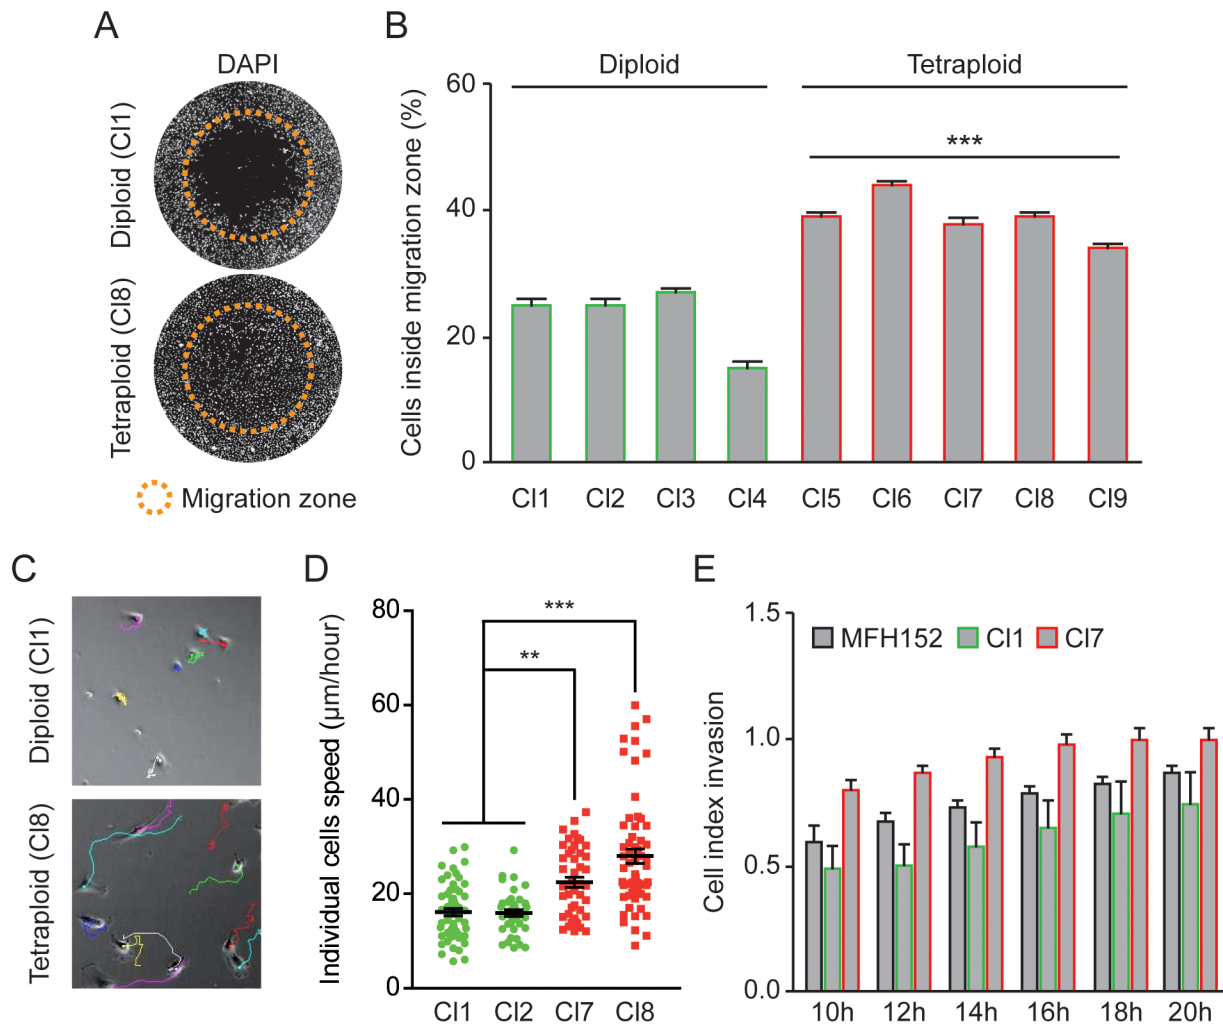 A
DAPI
Diploid (Cl1)
Tetraploid (Cl8)
Migration zone
B
Diploid
Tetraploid
***
Cells inside migration zone (%)
60
40
20
0
Cl1 Cl2 Cl3 Cl4 Cl5 Cl6 Cl7 Cl8 Cl9
C
Diploid (Cl1)
Tetraploid (Cl8)
D
Individual cells speed (µm/hour)
***
**
80
60
40
20
0
Cl1 Cl2 Cl7 Cl8
E
Cell index invasion
1.5
MFH152 Cl1 Cl7
1.0
0.5
0.0
10h 12h 14h 16h 18h 20h